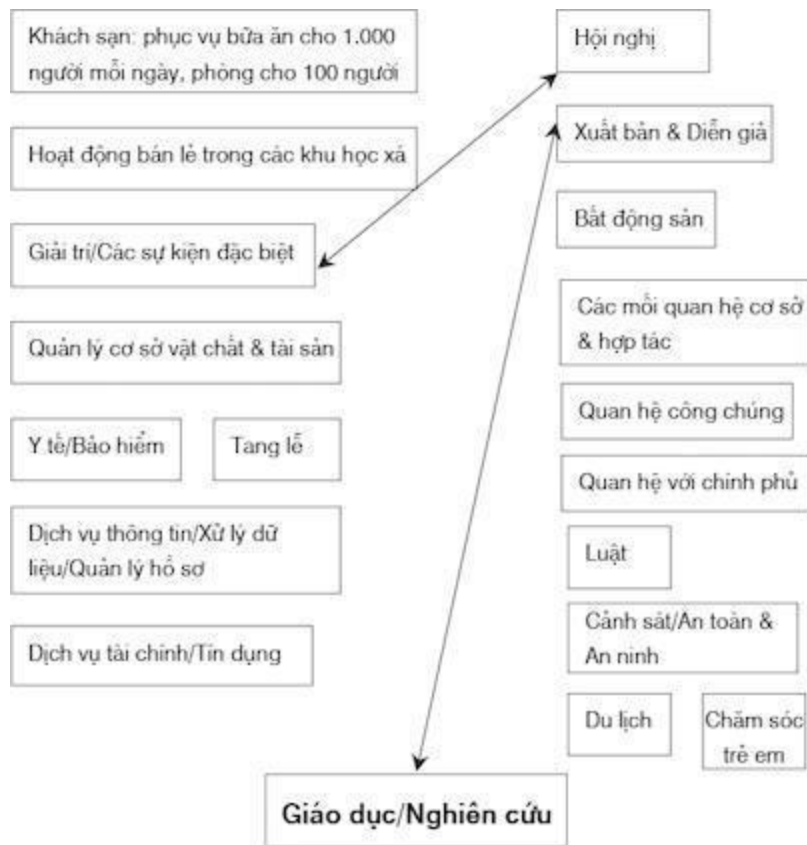 Khách sạn: phục vụ bữa ăn cho 1.000
người mỗi ngày, phòng cho 100 người
Hoạt động bán lẻ trong các khu học xá
Giải trí/Các sự kiện đặc biệt
Quản lý cơ sở vật chất & tài sản
Y tế/Bảo hiểm
Tang lễ
Dịch vụ thông tin/Xử lý dữ
liệu/Quản lý hồ sơ
Dịch vụ tài chính/Tín dụng
Hội nghị
Xuất bản & Diễn giả
Bất động sản
Các mối quan hệ cơ sở
& hợp tác
Quan hệ công chúng
Quan hệ với chính phủ
Luật
Cảnh sát/An toàn &
An ninh
Du lịch
Chăm sóc
trẻ em
Giáo dục/Nghiên cứu